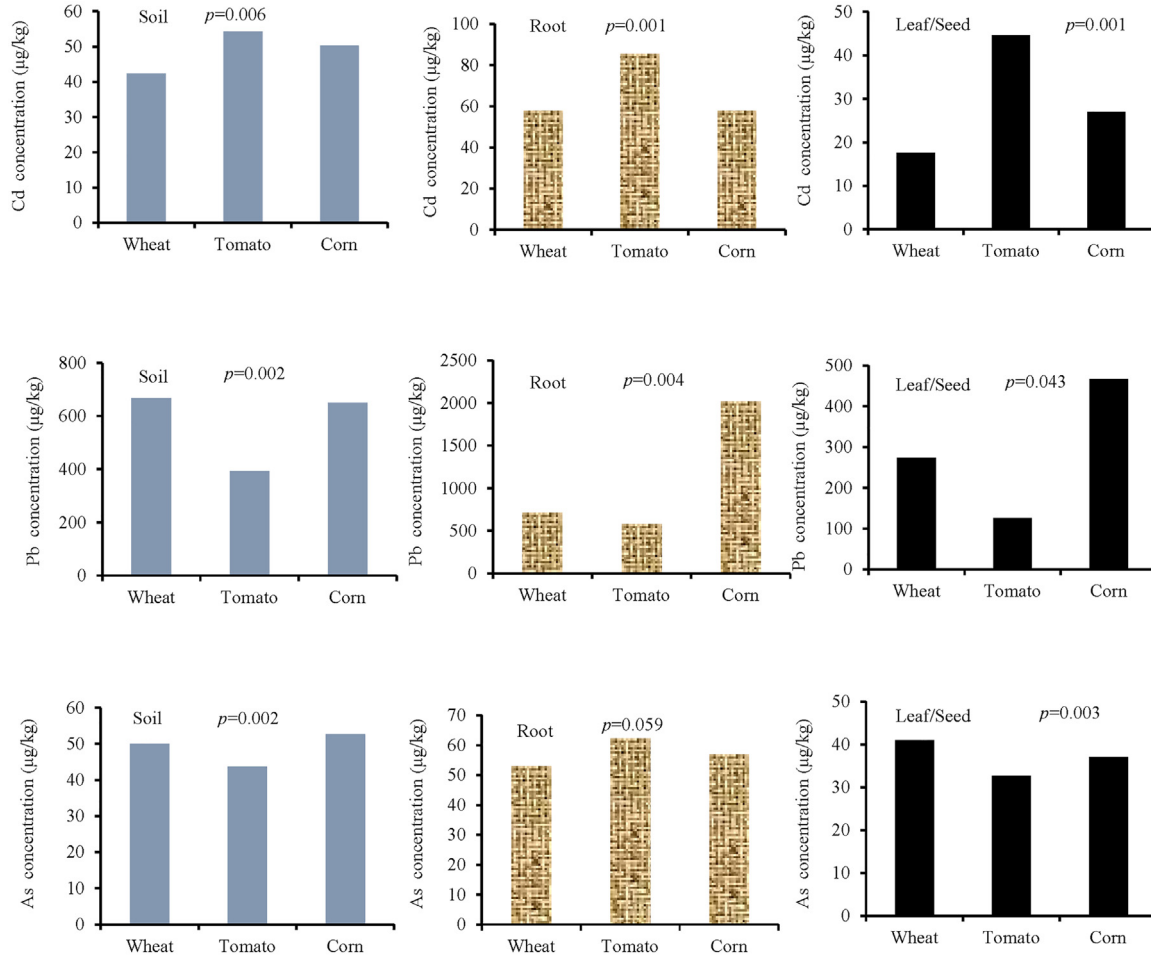 Cd concentration (µg/kg)
Soil p=0.006
60
50
40
30
20
10
0
Wheat Tomato Corn
Cd concentration (µg/kg)
Root p=0.001
100
80
60
40
20
0
Wheat Tomato Corn
Cd concentration (µg/kg)
Leaf/Seed p=0.001
50
40
30
20
10
0
Wheat Tomato Corn
Pb concentration (µg/kg)
Soil p=0.002
800
600
400
200
0
Wheat Tomato Corn
Pb concentration (µg/kg)
Root p=0.004
2500
2000
1500
1000
500
0
Wheat Tomato Corn
Pb concentration (µg/kg)
Leaf/Seed p=0.043
500
400
300
200
100
0
Wheat Tomato Corn
As concentration (µg/kg)
Soil p=0.002
60
50
40
30
20
10
0
Wheat Tomato Corn
As concentration (µg/kg)
Root p=0.059
70
60
50
40
30
20
10
0
Wheat Tomato Corn
As concentration (µg/kg)
Leaf/Seed p=0.003
50
40
30
20
10
0
Wheat Tomato Corn